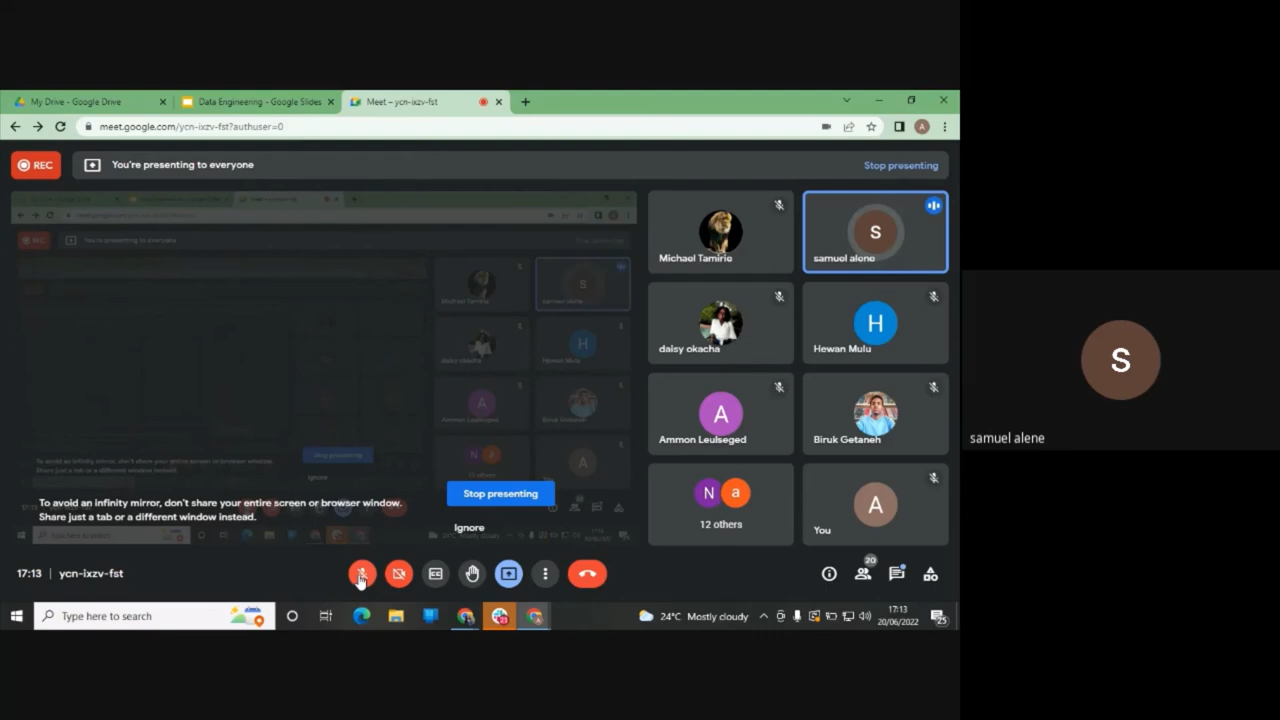 My Drive - Google Drive
Data Engineering - Google Slides
Meet – ycn-ixzv-fst
meet.google.com/ycn-ixzv-fst?authuser=0
A
REC
You're presenting to everyone
Stop presenting
Michael Tamirie
S
samuel alene
daisy okacha
H
Hewan Mulu
A
Ammon Leulseged
Biruk Getaneh
N a
12 others
A
You
Stop presenting
Ignore
To avoid an infinity mirror, don't share your entire screen or browser window.
Share just a tab or a different window instead.
Stop presenting
Ignore
17:13 | ycn-ixzv-fst
20
Type here to search
24°C Mostly cloudy
17:13
20/06/2022
25
S
samuel alene